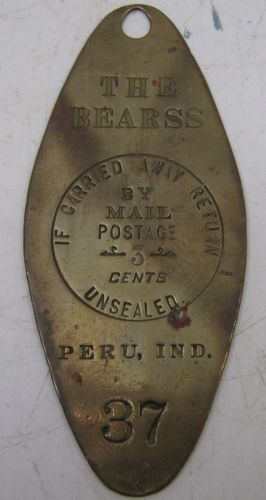 THE
BEARSS
IF CARRIED AWAY RETURN
BY
MAIL
POSTAGE
3
CENTS
UNSEALED
PERU, IND.
37